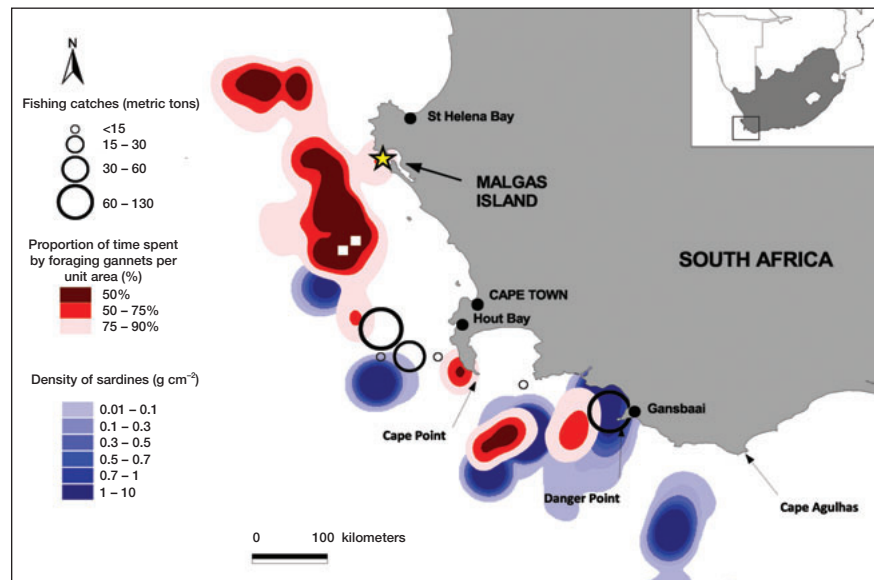 N
Fishing catches (metric tons)
<15
15 – 30
30 – 60
60 – 130
Proportion of time spent
by foraging gannets per
unit area (%)
50%
50 – 75%
75 – 90%
Density of sardines (g cm⁻²)
0.01 – 0.1
0.1 – 0.3
0.3 – 0.5
0.5 – 0.7
0.7 – 1
1 – 10
St Helena Bay
MALGAS
ISLAND
SOUTH AFRICA
CAPE TOWN
Hout Bay
Gansbaai
Cape Point
Danger Point
Cape Agulhas
0 100 kilometers